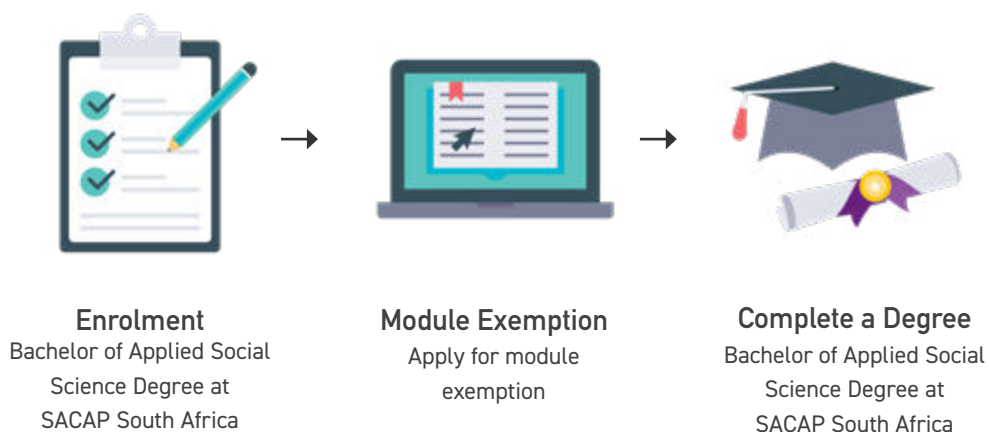 Enrolment
Bachelor of Applied Social
Science Degree at
SACAP South Africa
Module Exemption
Apply for module
exemption
Complete a Degree
Bachelor of Applied Social
Science Degree at
SACAP South Africa